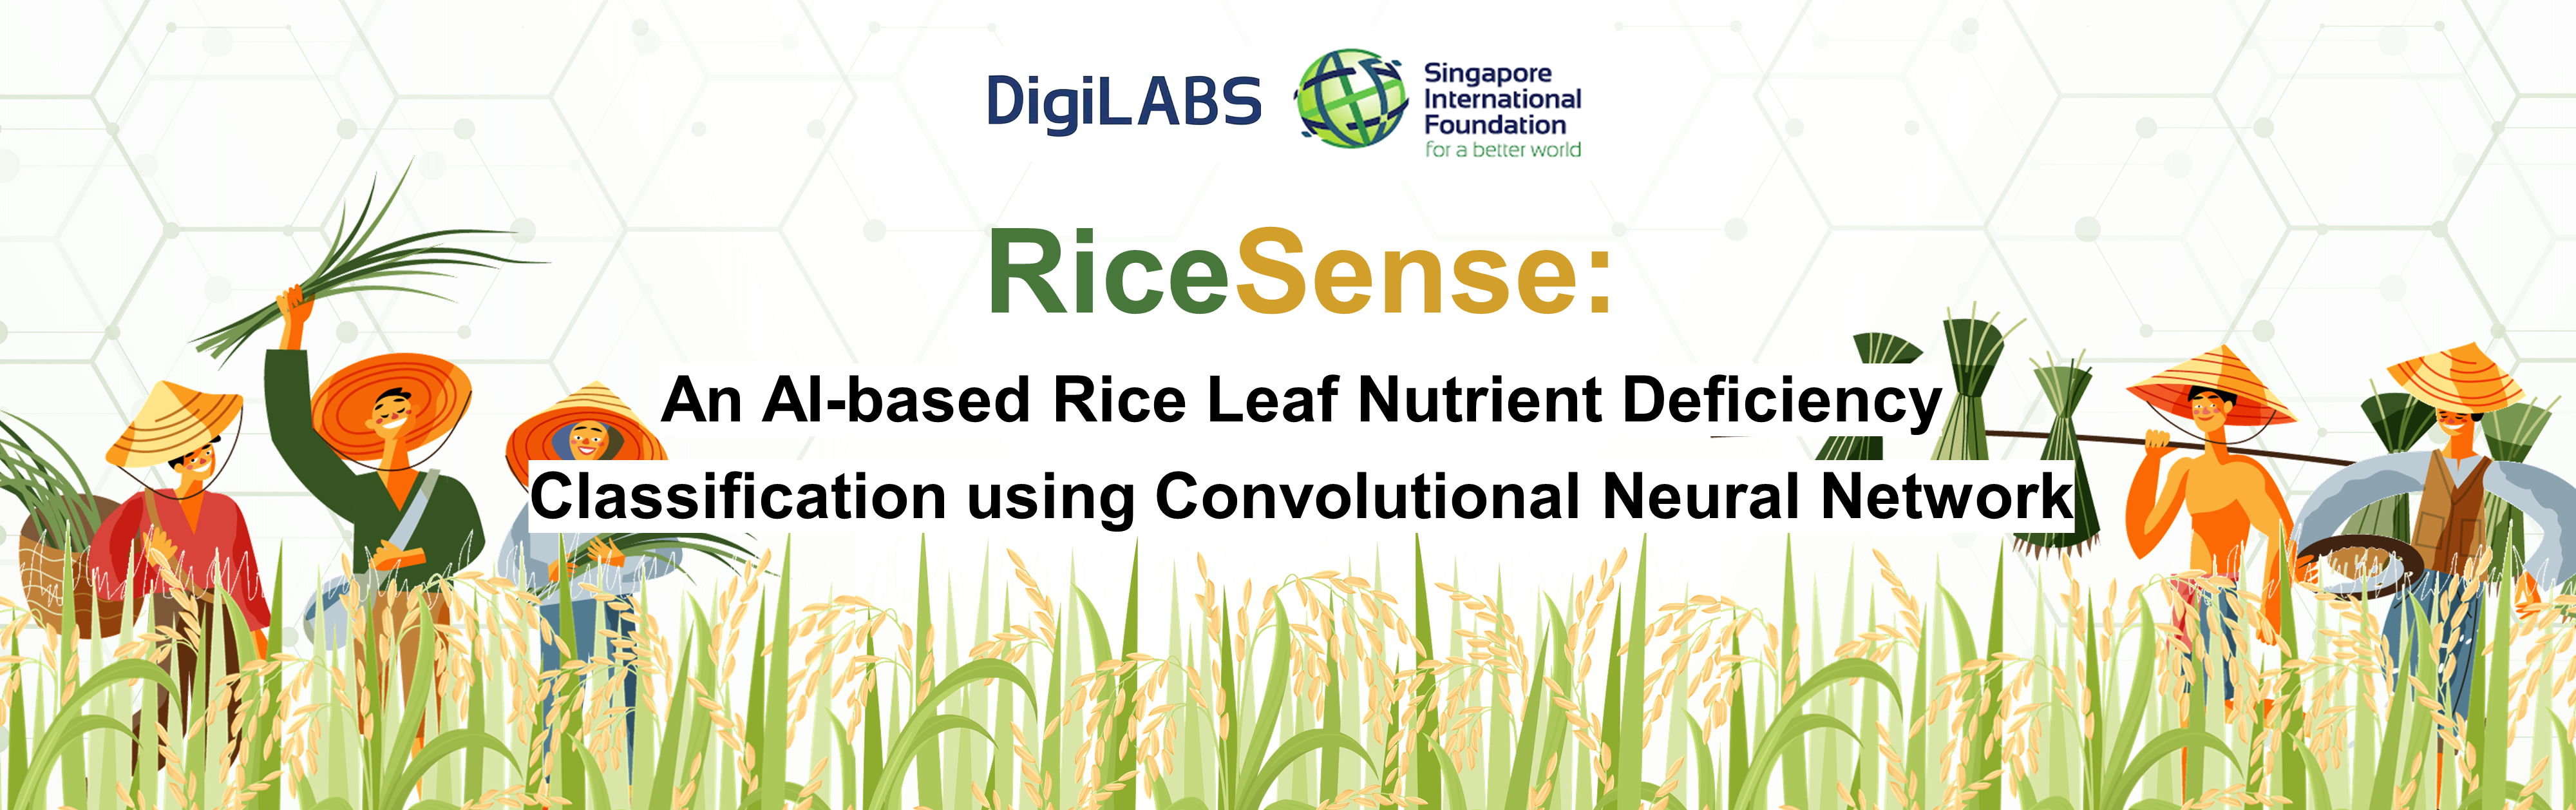 DigiLABS
Singapore
International
Foundation
for a better world
RiceSense:
An AI-based Rice Leaf Nutrient Deficiency
Classification using Convolutional Neural Network